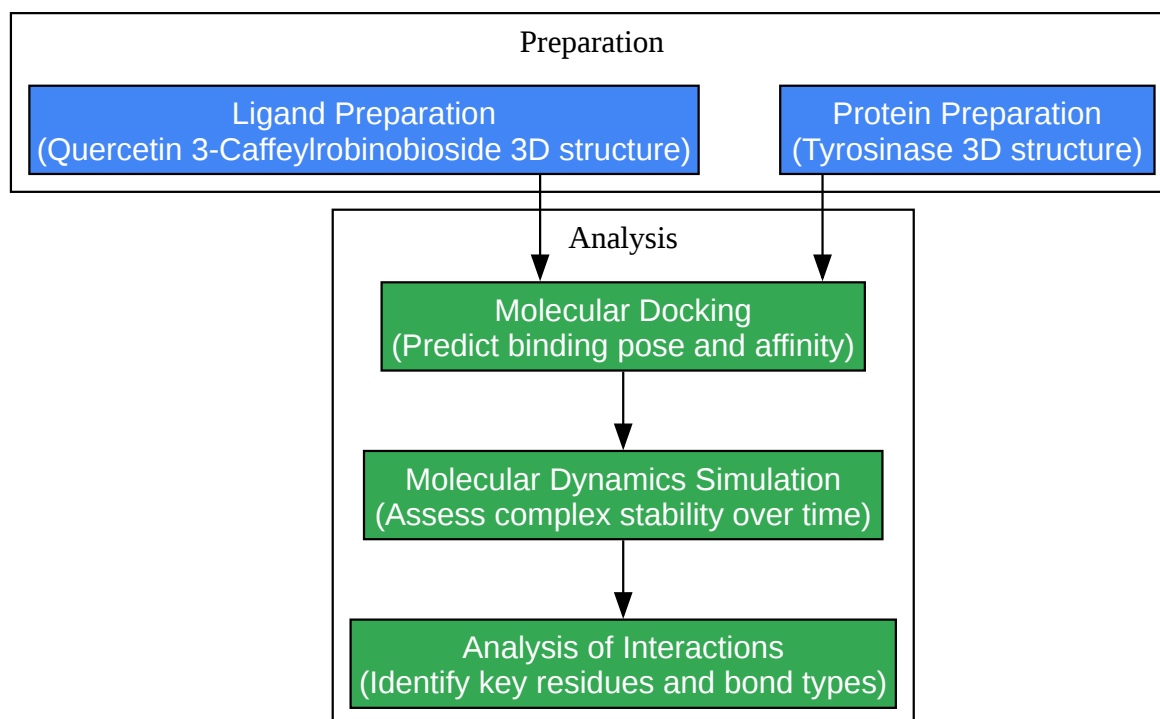 Preparation
Ligand Preparation
(Quercetin 3-Caffeylrobinobioside 3D structure)
Protein Preparation
(Tyrosinase 3D structure)
Analysis
Molecular Docking
(Predict binding pose and affinity)
Molecular Dynamics Simulation
(Assess complex stability over time)
Analysis of Interactions
(Identify key residues and bond types)